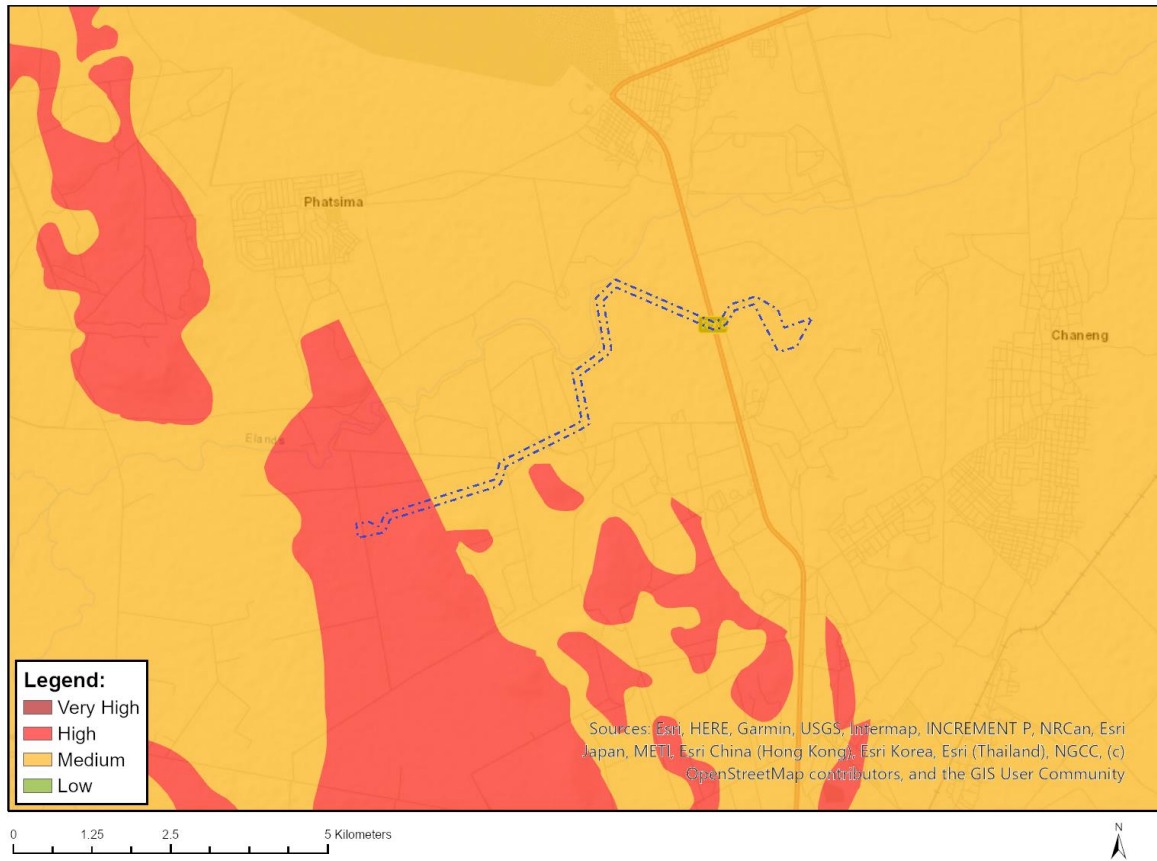 Phatsima
Chaneng
Elands
Legend:
Very High
High
Medium
Low
Sources: Esri, HERE, Garmin, USGS, Intermap, INCREMENT P, NRCan, Esri
Japan, METI, Esri China (Hong Kong), Esri Korea, Esri (Thailand), NGCC, (c)
OpenStreetMap contributors, and the GIS User Community
0 1.25 2.5 5 Kilometers
N